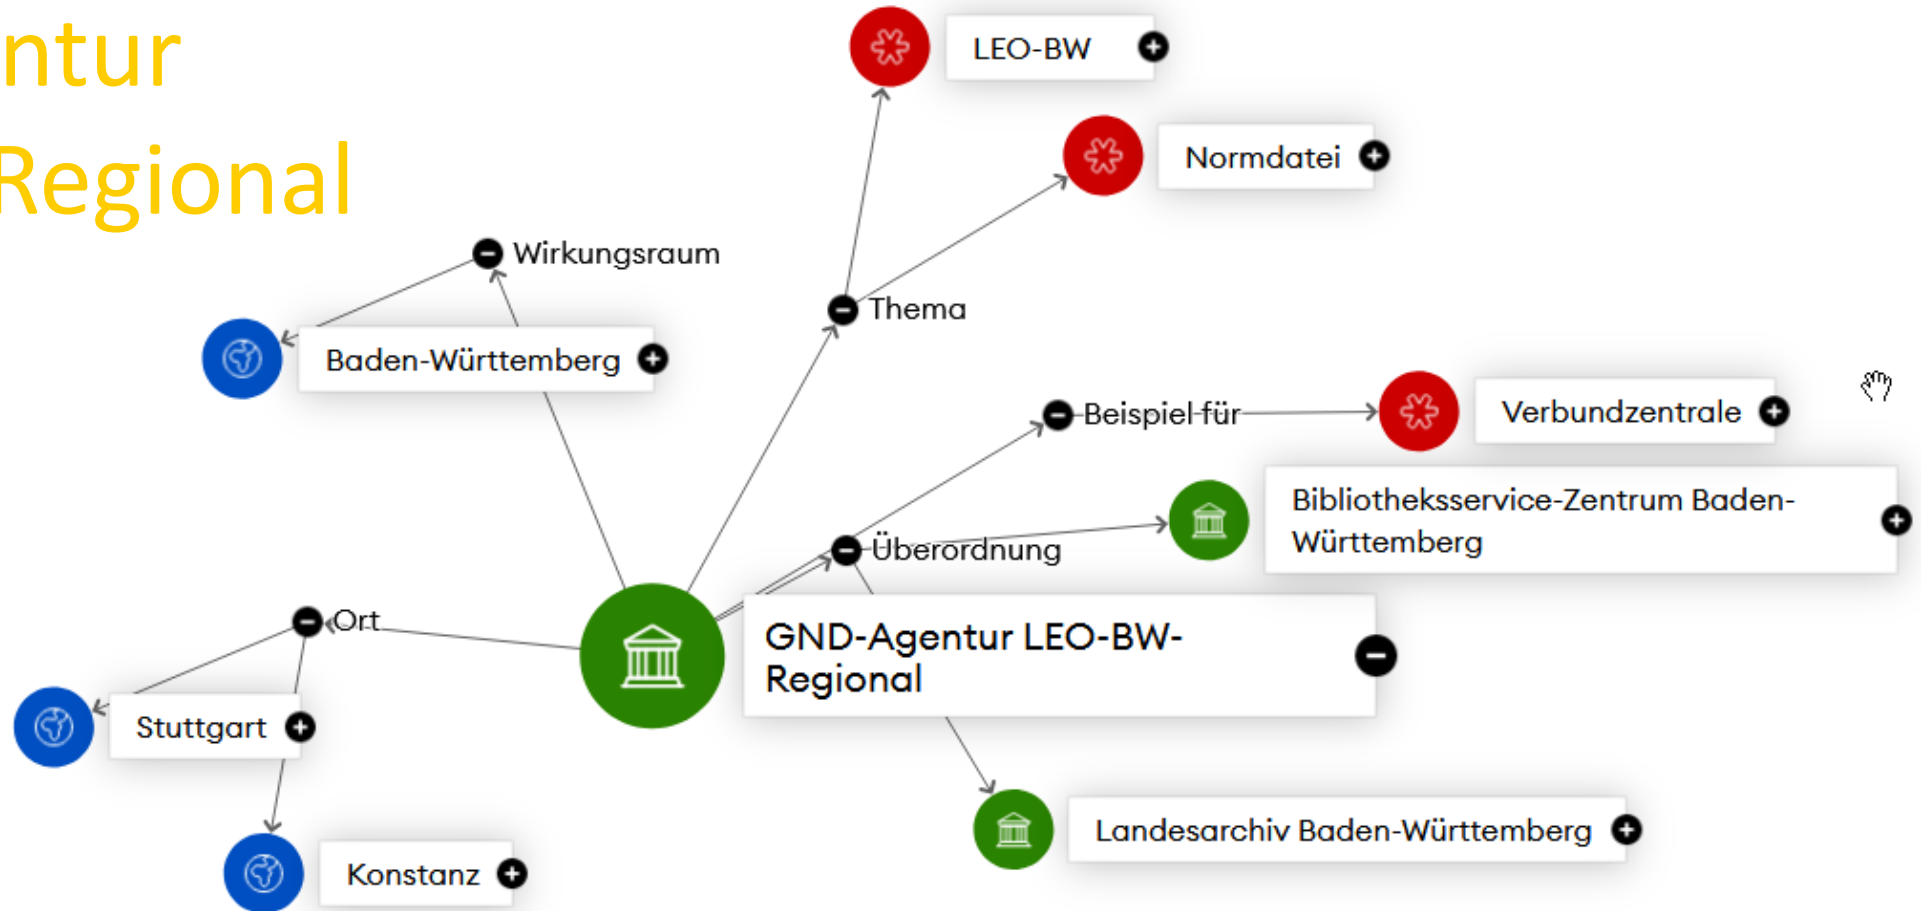 ntur
Regional
LEO-BW
Normdatei
Wirkungsraum
Thema
Baden-Württemberg
Beispiel für
Verbundzentrale
Bibliotheksservice-Zentrum Baden-
Württemberg
Überordnung
GND-Agentur LEO-BW-
Regional
Ort
Stuttgart
Landesarchiv Baden-Württemberg
Konstanz